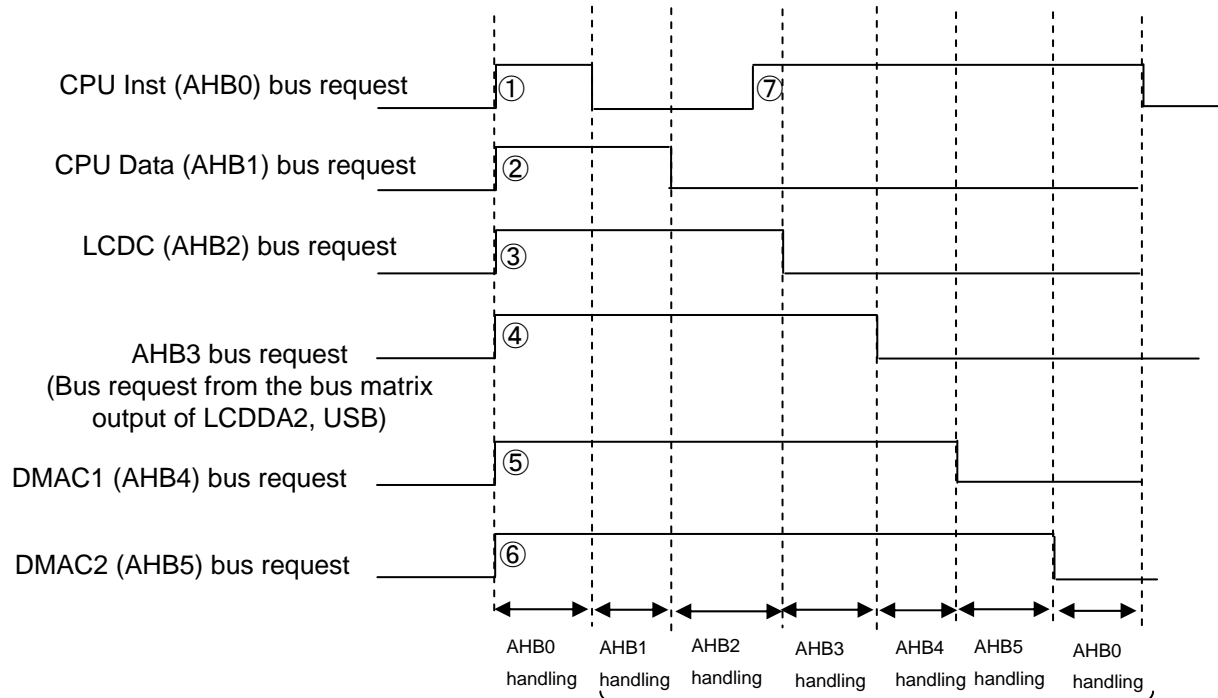 CPU Inst (AHB0) bus request
①
⑦
CPU Data (AHB1) bus request
②
LCDC (AHB2) bus request
③
④
AHB3 bus request
(Bus request from the bus matrix
output of LCDDA2, USB)
DMAC1 (AHB4) bus request
⑤
DMAC2 (AHB5) bus request
⑥
AHB0 handling
AHB1 handling
AHB2 handling
AHB3 handling
AHB4 handling
AHB5 handling
AHB0 handling